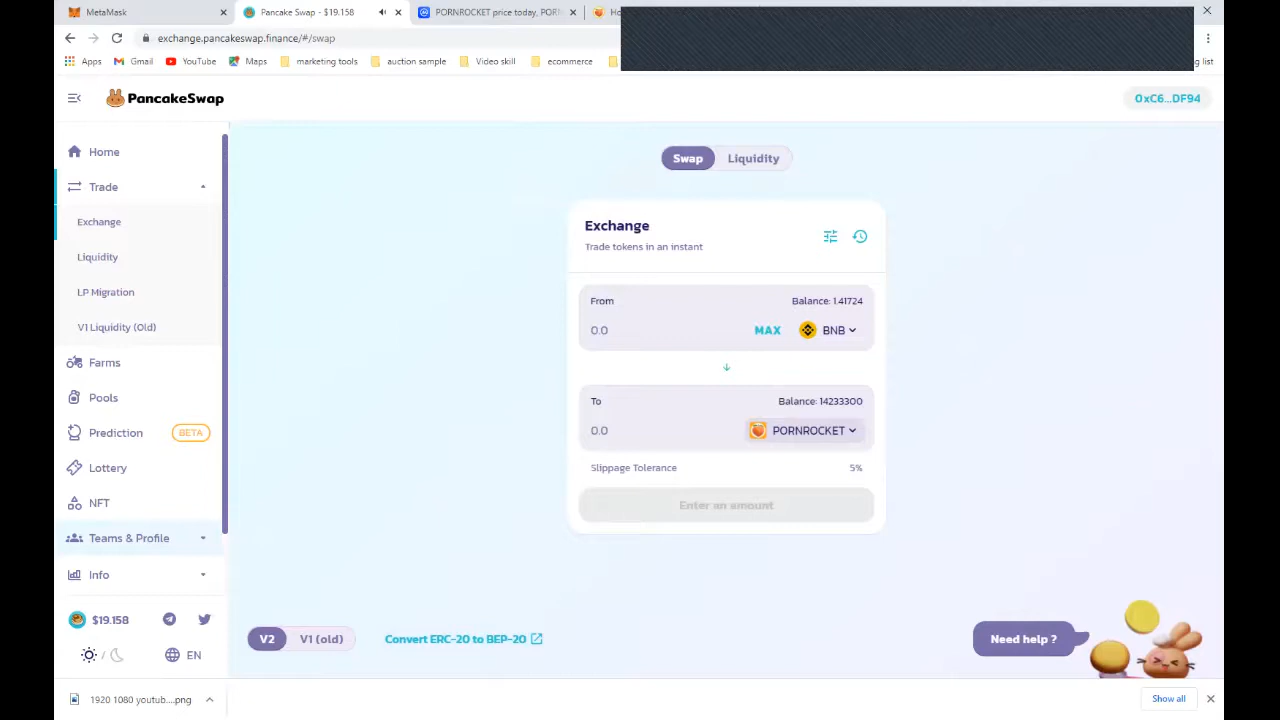 MetaMask
Pancake Swap - $19.158
PORNROCKET price today, PORN
exchange.pancakeswap.finance/#/swap
Apps
Gmail
YouTube
Maps
marketing tools
auction sample
Video skill
ecommerce
ng list
PancakeSwap
0xC6...DF94
Home
Trade
Exchange
Liquidity
LP Migration
V1 Liquidity (Old)
Farms
Pools
Prediction
BETA
Lottery
NFT
Teams & Profile
Info
$19.158
EN
Swap
Liquidity
Exchange
Trade tokens in an instant
From
Balance: 1.41724
0.0
MAX
BNB
To
Balance: 14233300
0.0
PORNROCKET
Slippage Tolerance
5%
Enter an amount
V2
V1 (old)
Convert ERC-20 to BEP-20
Need help ?
1920 1080 youtub....png
Show all